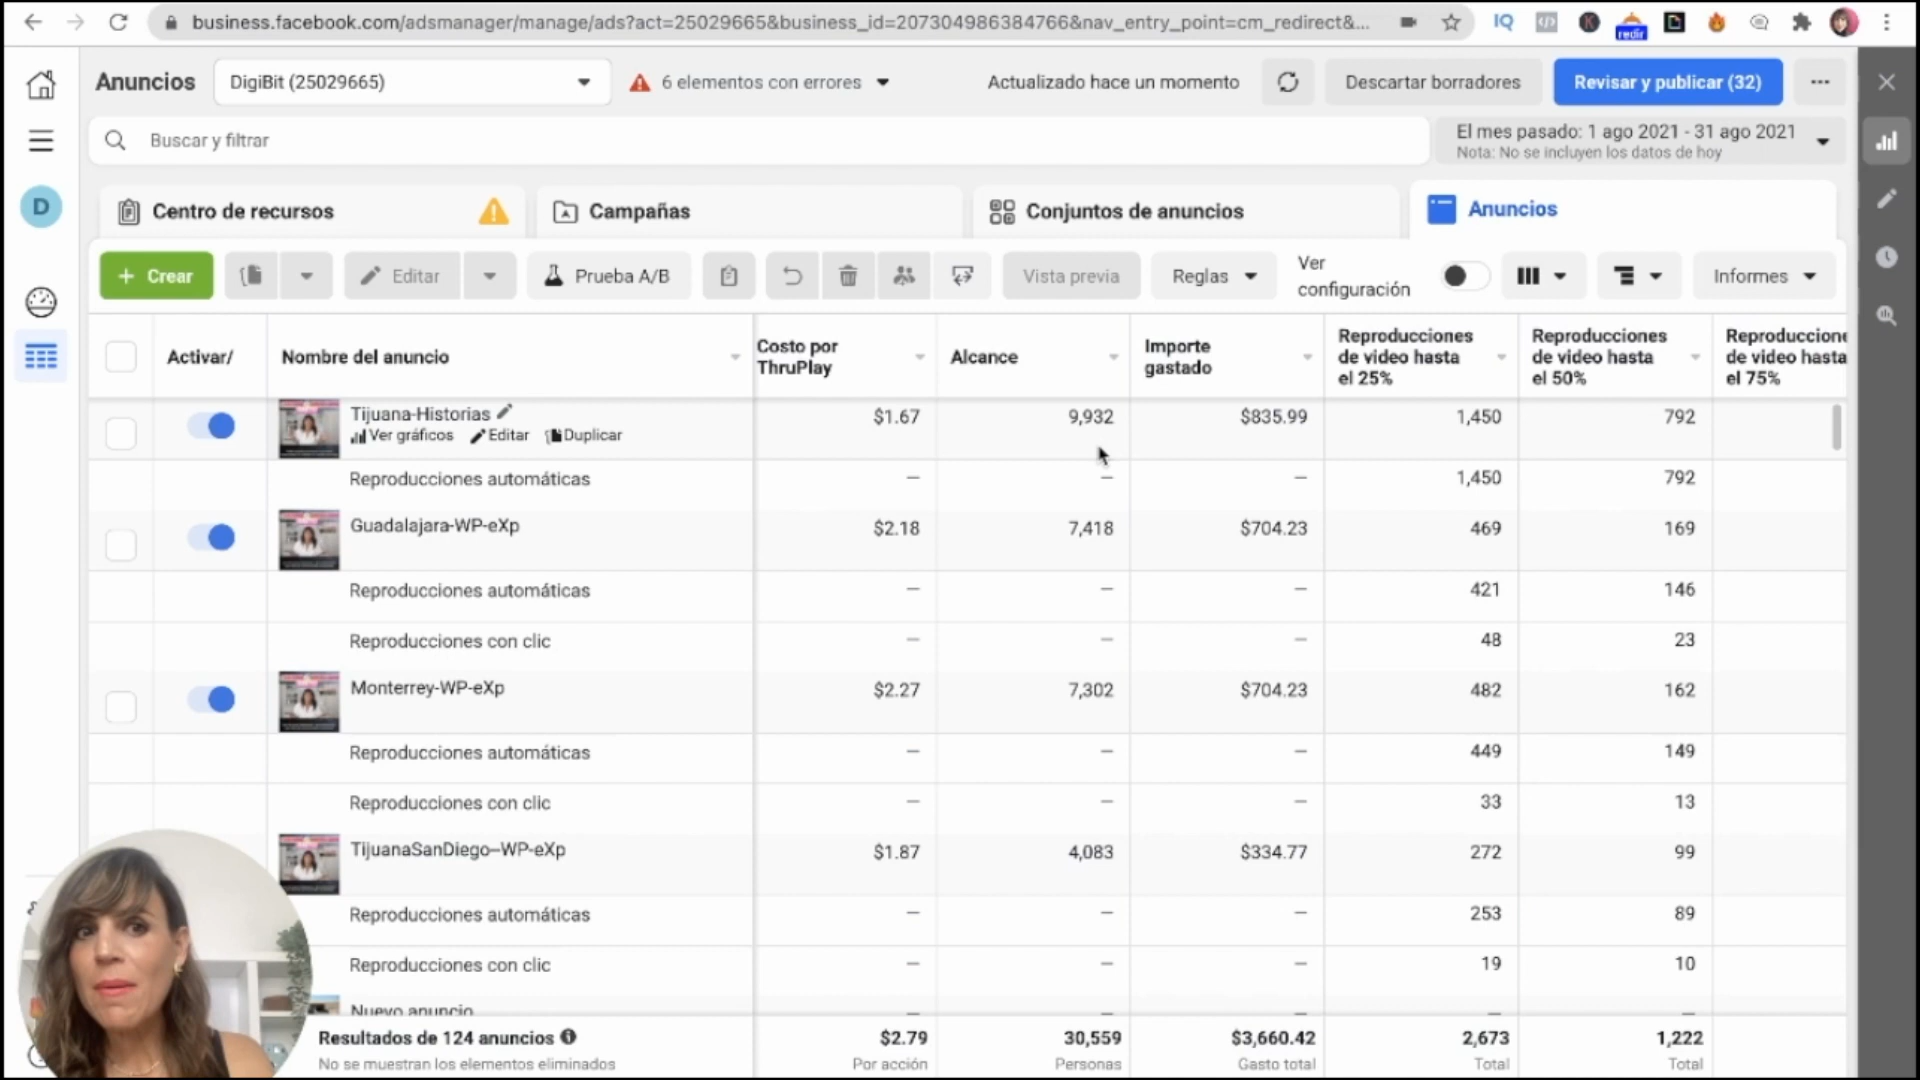 business.facebook.com/adsmanager/manage/ads?act=25029665&business_id=207304986384766&nav_entry_point=cm_redirect&...
IQ
K
redir
Anuncios
DigiBit (25029665)
6 elementos con errores
Actualizado hace un momento
Descartar borradores
Revisar y publicar (32)
Buscar y filtrar
El mes pasado: 1 ago 2021 - 31 ago 2021
Nota: No se incluyen los datos de hoy
D
Centro de recursos
Campañas
Conjuntos de anuncios
Anuncios
+ Crear
Editar
Prueba A/B
Vista previa
Reglas
Ver
configuración
Informes
Activar/
Nombre del anuncio
Costo por
ThruPlay
Alcance
Importe
gastado
Reproducciones
de video hasta
el 25%
Reproducciones
de video hasta
el 50%
Reproduccione
de video hasta
el 75%
Tijuana-Historias $1.67 9,932 $835.99 1,450 792
Ver gráficos Editar Duplicar
Reproducciones automáticas — — — 1,450 792
Guadalajara-WP-eXp $2.18 7,418 $704.23 469 169
Reproducciones automáticas — — — 421 146
Reproducciones con clic — — — 48 23
Monterrey-WP-eXp $2.27 7,302 $704.23 482 162
Reproducciones automáticas — — — 449 149
Reproducciones con clic — — — 33 13
TijuanaSanDiego–WP-eXp $1.87 4,083 $334.77 272 99
Reproducciones automáticas — — — 253 89
Reproducciones con clic — — — 19 10
Nuevo anuncio — — — — —
Resultados de 124 anuncios $2.79 30,559 $3,660.42 2,673 1,222
No se muestran los elementos eliminados Por acción Personas Gasto total Total Total